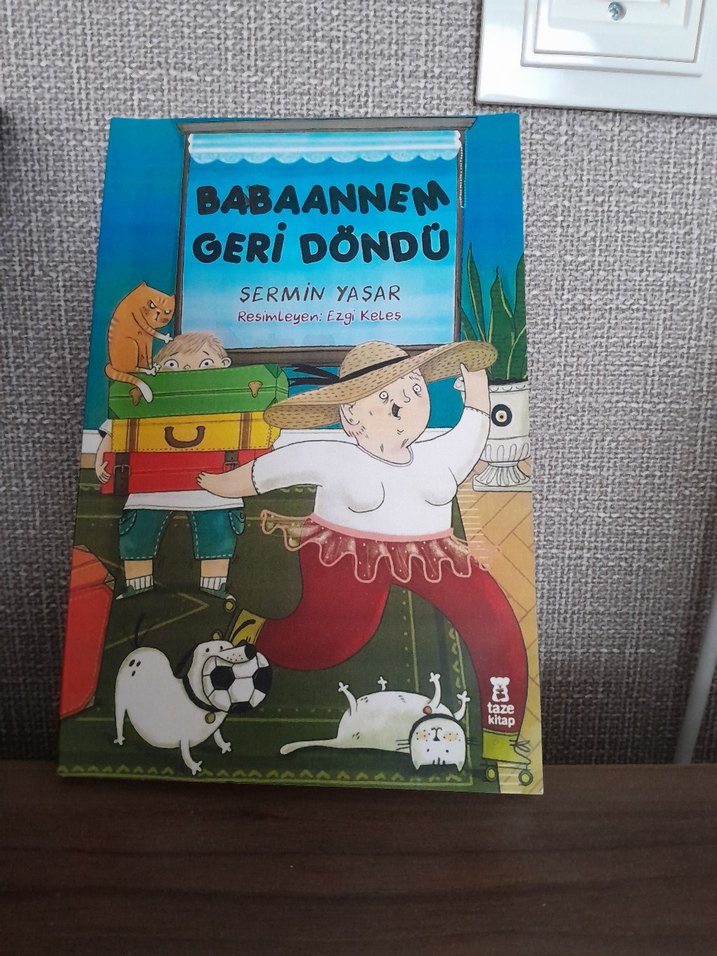 BABAANNEM
GERİ DÖNDÜ
ŞERMİN YAŞAR
Resimleyen: Ezgi Keleş
taze
kitap